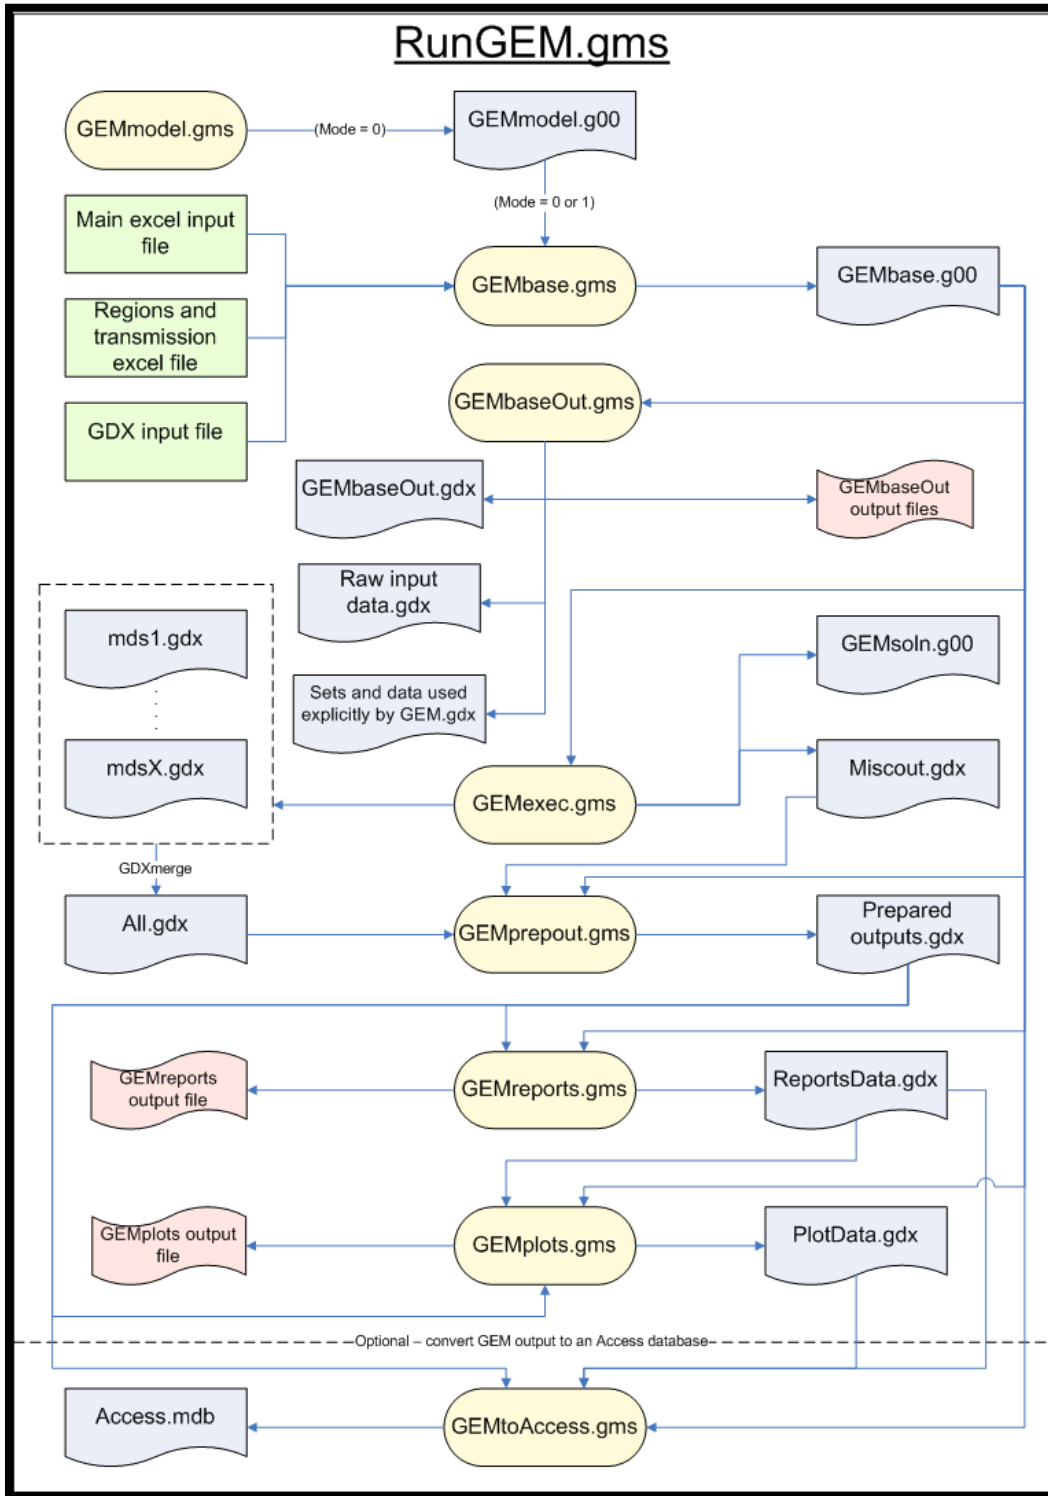 RunGEM.gms
GEMmodel.gms
(Mode = 0)
GEMmodel.g00
(Mode = 0 or 1)
Main excel input
file
Regions and
transmission
excel file
GDX input file
GEMbase.gms
GEMbase.g00
GEMbaseOut.gms
GEMbaseOut.gdx
GEMbaseOut
output files
Raw input
data.gdx
Sets and data used
explicitly by GEM.gdx
mds1.gdx
mdsX.gdx
GEMsoln.g00
Miscout.gdx
GEMexec.gms
GDXmerge
All.gdx
GEMprepout.gms
Prepared
outputs.gdx
GEMreports
output file
GEMreports.gms
ReportsData.gdx
GEMplots output
file
GEMplots.gms
PlotData.gdx
Optional – convert GEM output to an Access database
Access.mdb
GEMtoAccess.gms